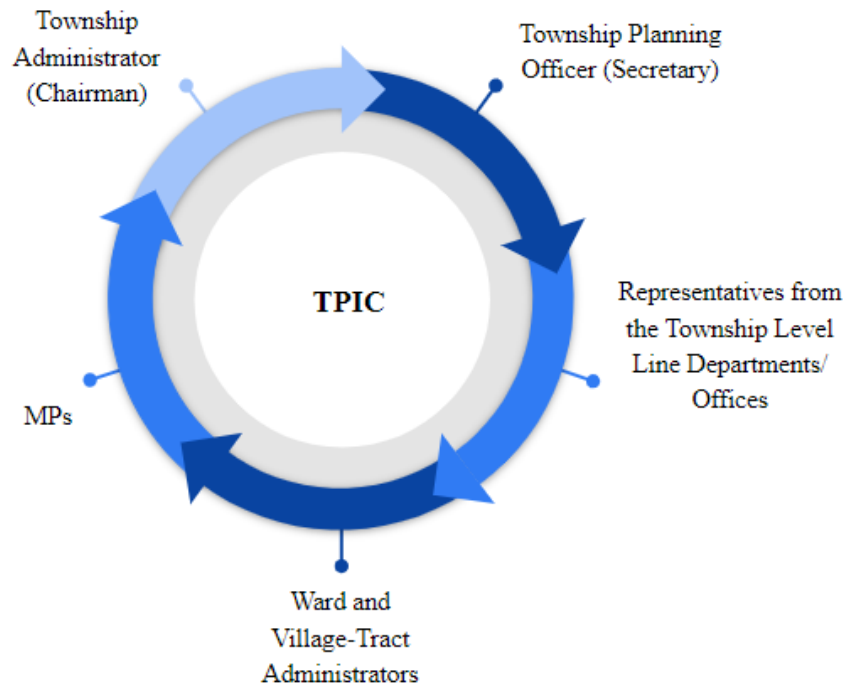 Township
Administrator
(Chairman)
Township Planning
Officer (Secretary)
TPIC
Representatives from
the Township Level
Line Departments/
Offices
MPs
Ward and
Village-Tract
Administrators